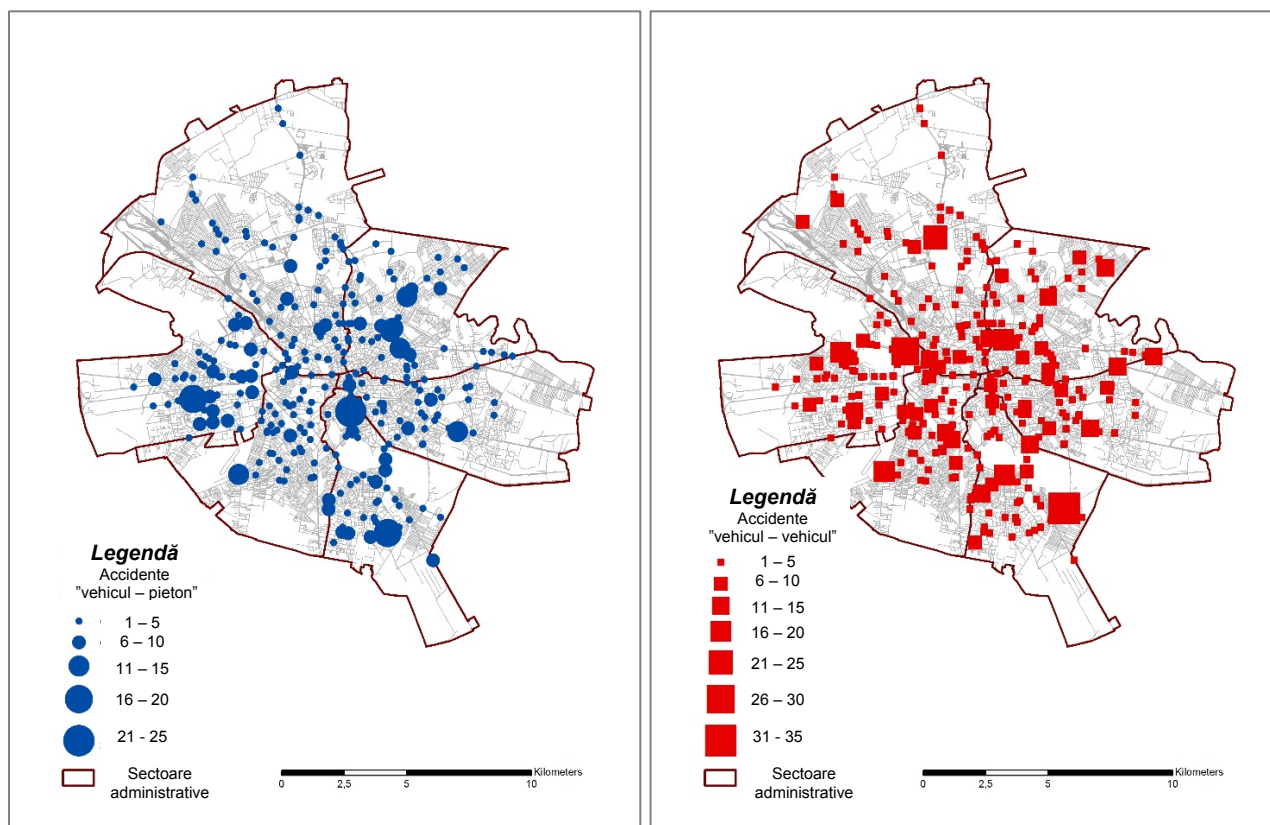 Legendă
Accidente
"vehicul – pieton”
1 – 5
6 – 10
11 – 15
16 – 20
21 - 25
Sectoare
administrative
Kilometers
0 2,5 5 10
Legendă
Accidente
"vehicul – vehicul”
1 – 5
6 – 10
11 – 15
16 – 20
21 – 25
26 – 30
31 – 35
Sectoare
administrative
Kilometers
0 2,5 5 10